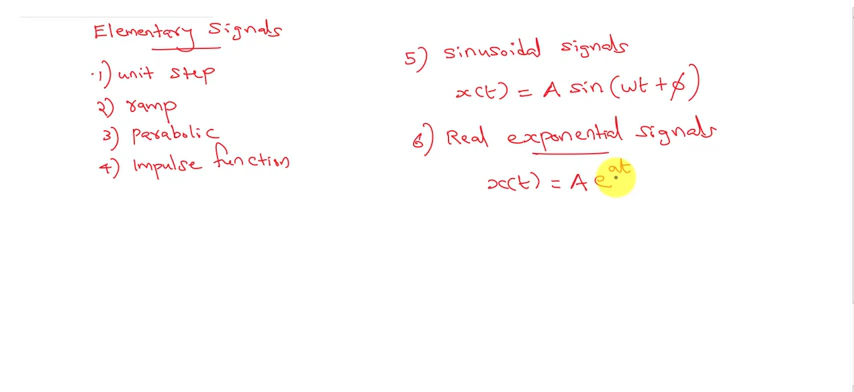 Elementary Signals
1) unit step
2) ramp
3) Parabolic
4) Impulse function
5) Sinusoidal signals
x(t) = A sin(ωt + ϕ)
6) Real exponential signals
x(t) = A e^at